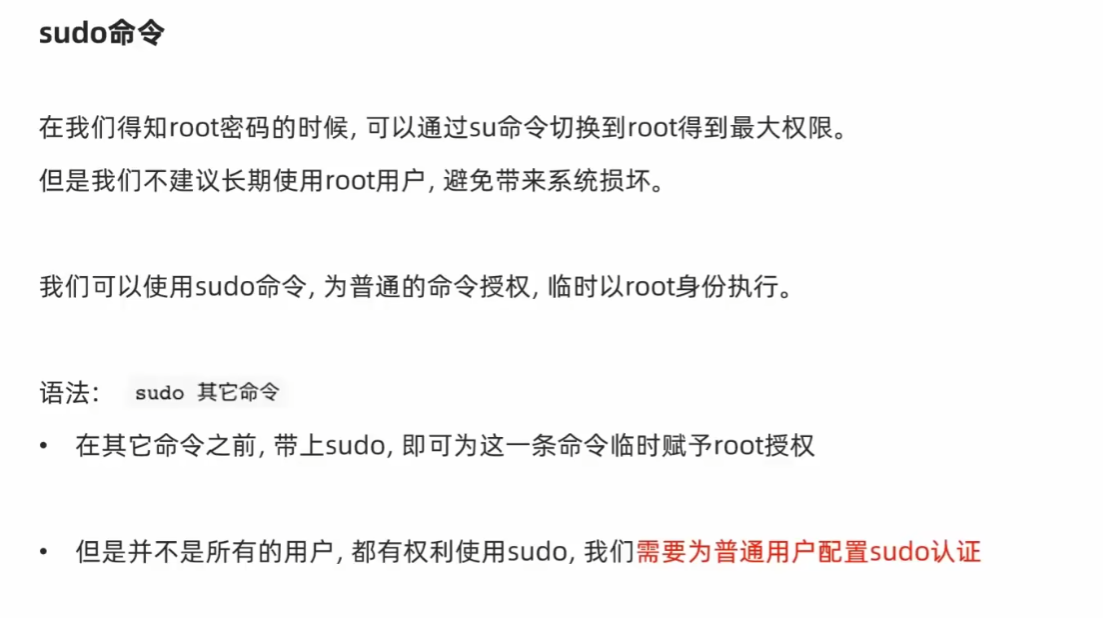 sudo命令
在我们得知root密码的时候, 可以通过su命令切换到root得到最大权限。
但是我们不建议长期使用root用户, 避免带来系统损坏。
我们可以使用sudo命令, 为普通的命令授权, 临时以root身份执行。
语法： sudo 其它命令
• 在其它命令之前, 带上sudo, 即可为这一条命令临时赋予root授权
• 但是并不是所有的用户, 都有权利使用sudo, 我们需要为普通用户配置sudo认证